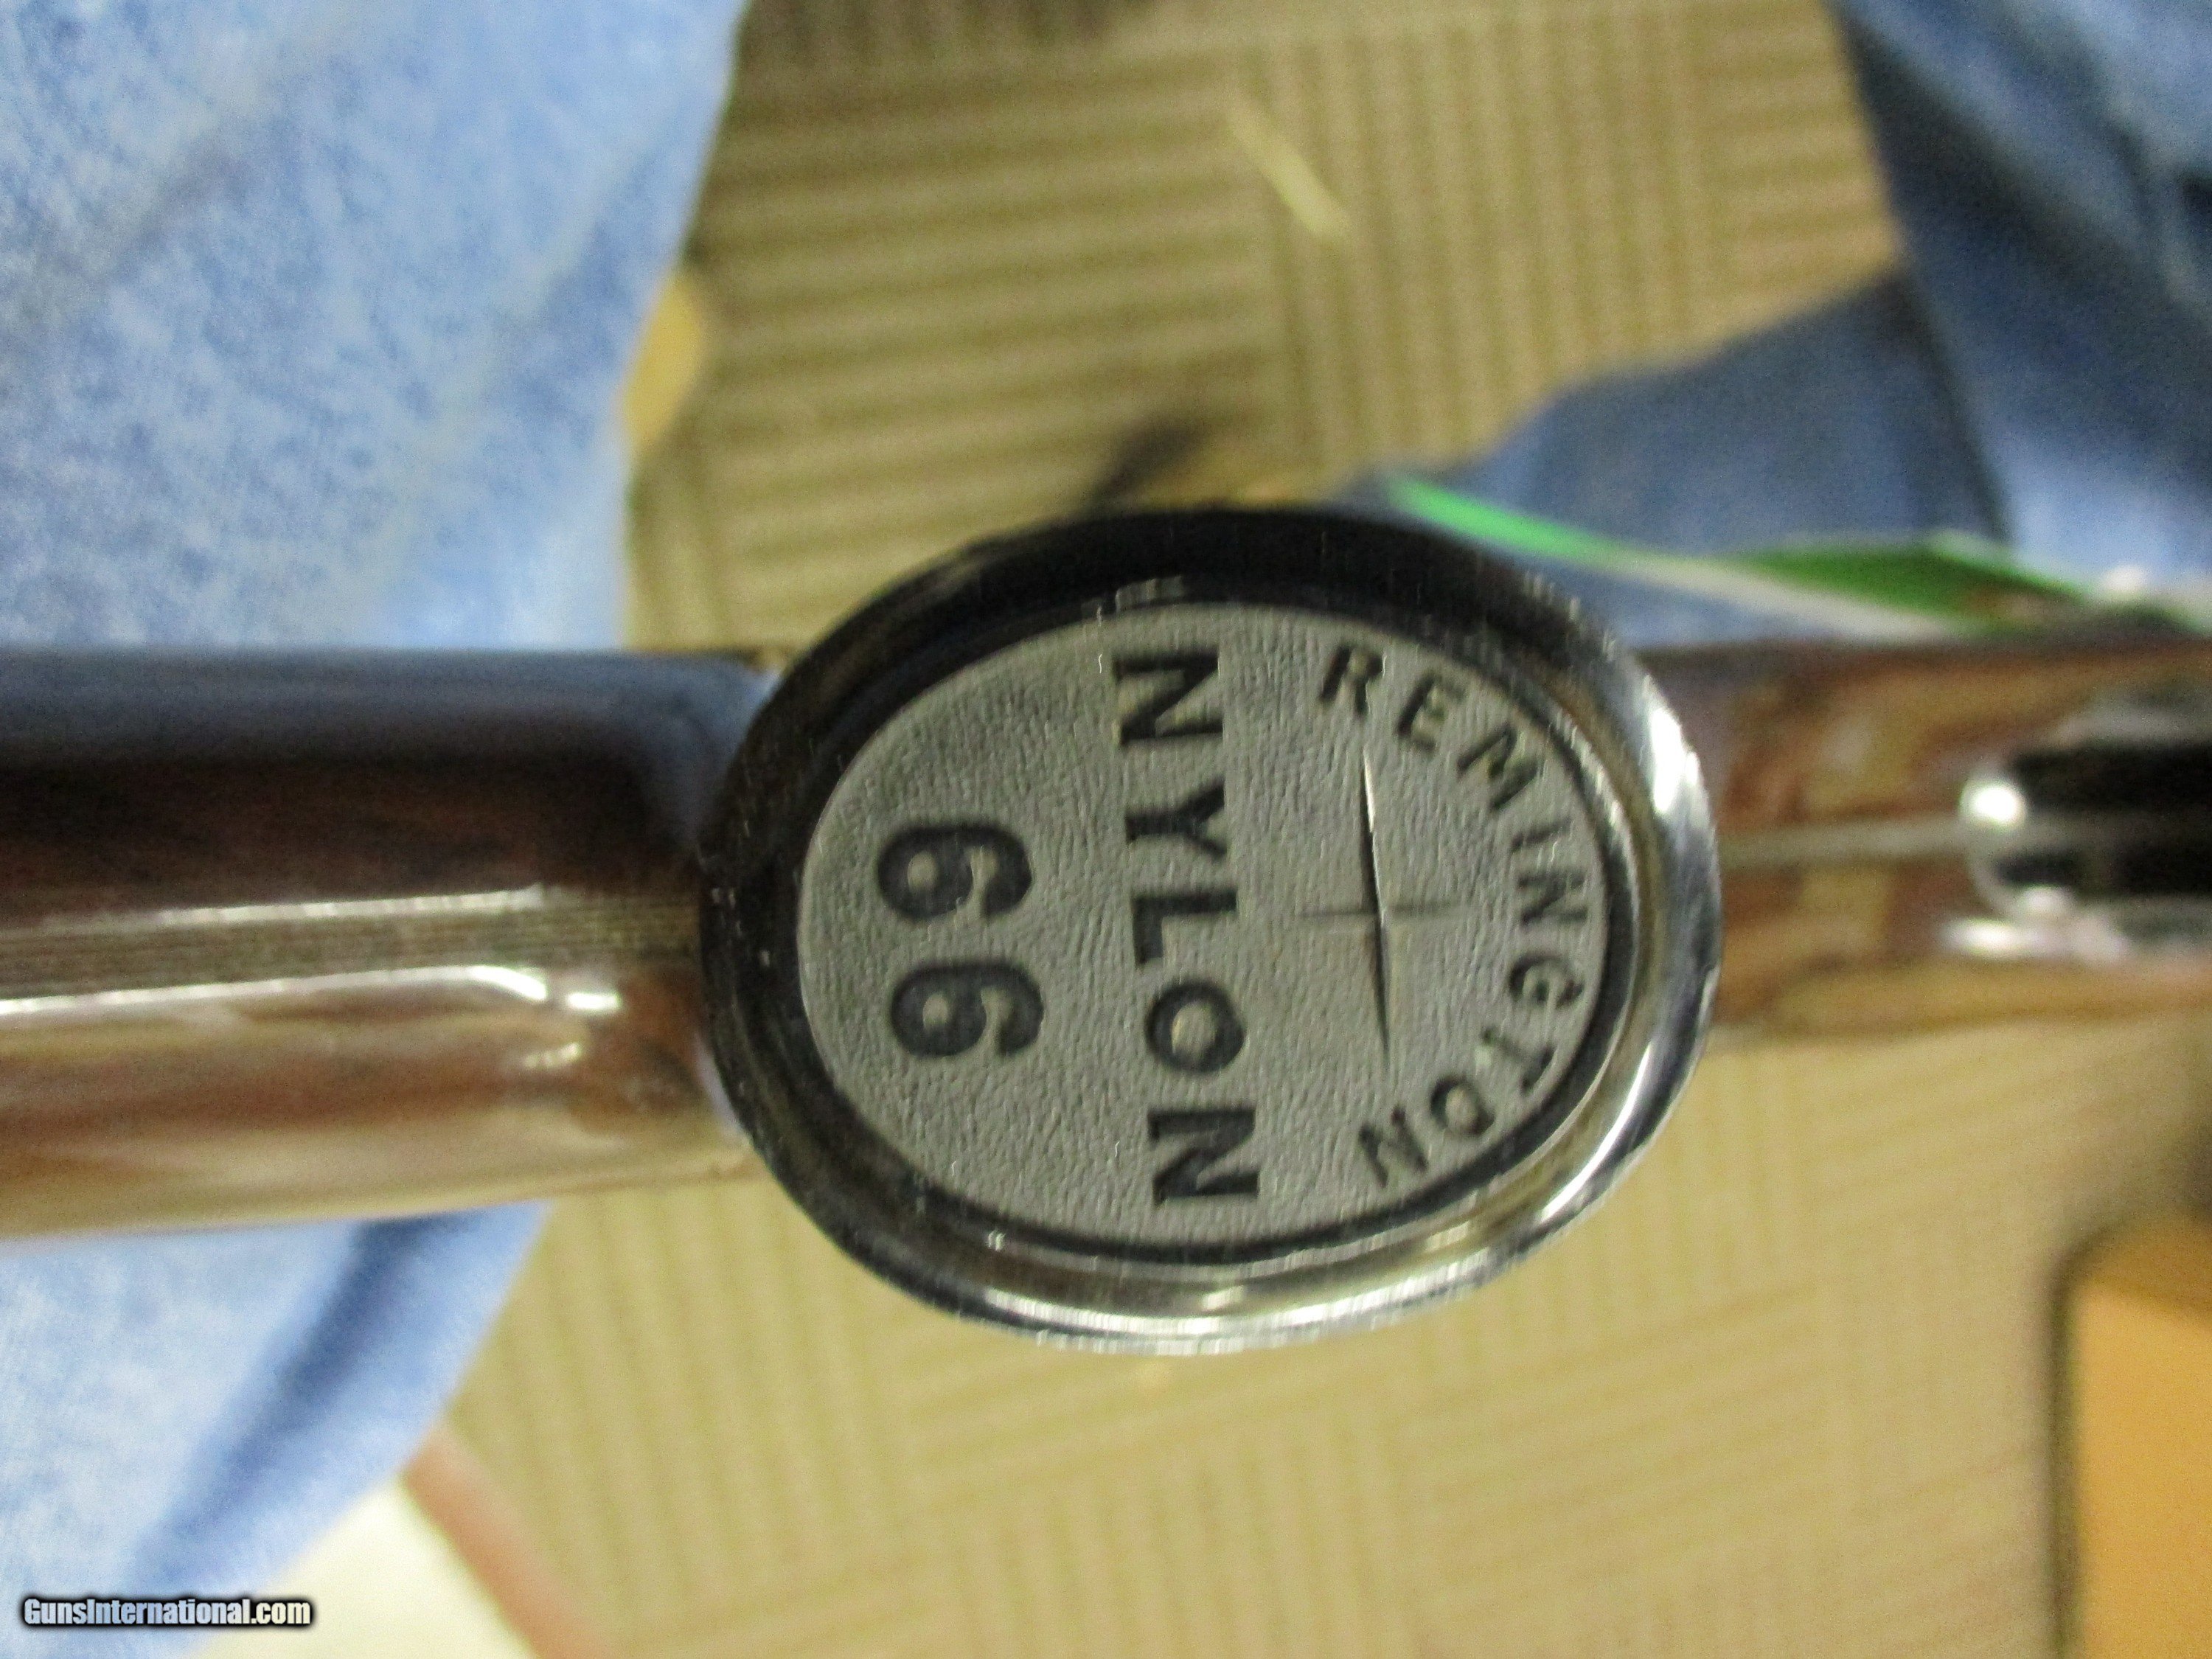 REMINGTON
NYLON
66
GunsInternational.com